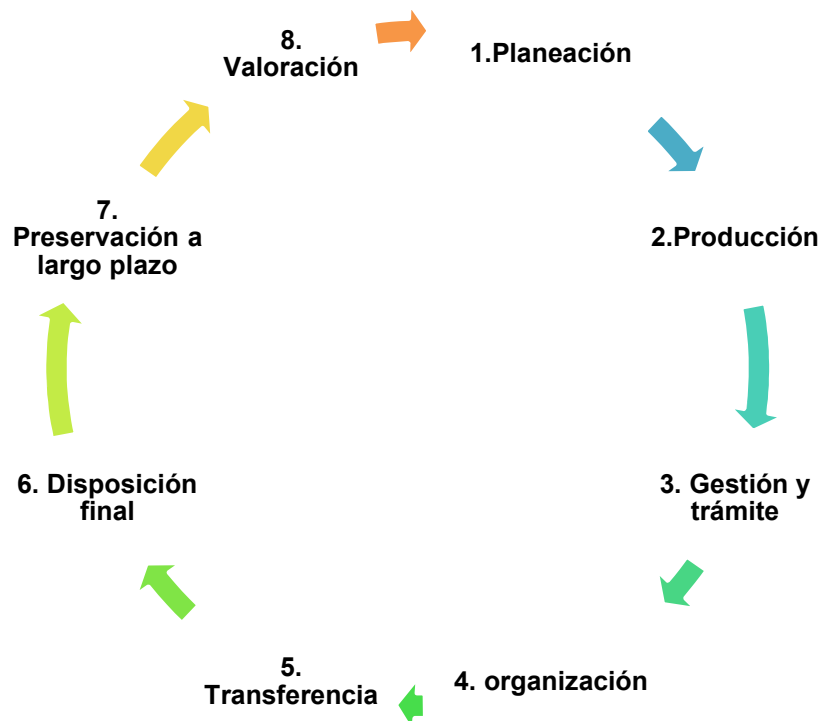 1.Planeación
2.Producción
3. Gestión y
trámite
4. organización
5.
Transferencia
6. Disposición
final
7.
Preservación a
largo plazo
8.
Valoración